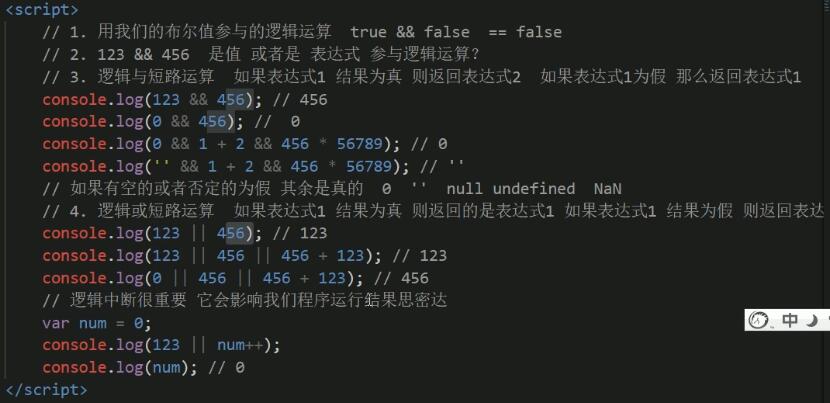 <script>
// 1. 用我们的布尔值参与的逻辑运算  true && false  == false
// 2. 123 && 456  是值 或者是 表达式 参与逻辑运算?
// 3. 逻辑与短路运算  如果表达式1 结果为真 则返回表达式2  如果表达式1为假 那么返回表达式1
console.log(123 && 456); // 456
console.log(0 && 456); //  0
console.log(0 && 1 + 2 && 456 * 56789); // 0
console.log('' && 1 + 2 && 456 * 56789); // ''
// 如果有空的或者否定的为假 其余是真的  0  ''  null undefined  NaN
// 4. 逻辑或短路运算  如果表达式1 结果为真 则返回的是表达式1 如果表达式1 结果为假 则返回表达
console.log(123 || 456); // 123
console.log(123 || 456 || 456 + 123); // 123
console.log(0 || 456 || 456 + 123); // 456
// 逻辑中断很重要 它会影响我们程序运行结果思密达
var num = 0;
中
console.log(123 || num++);
console.log(num); // 0
</script>